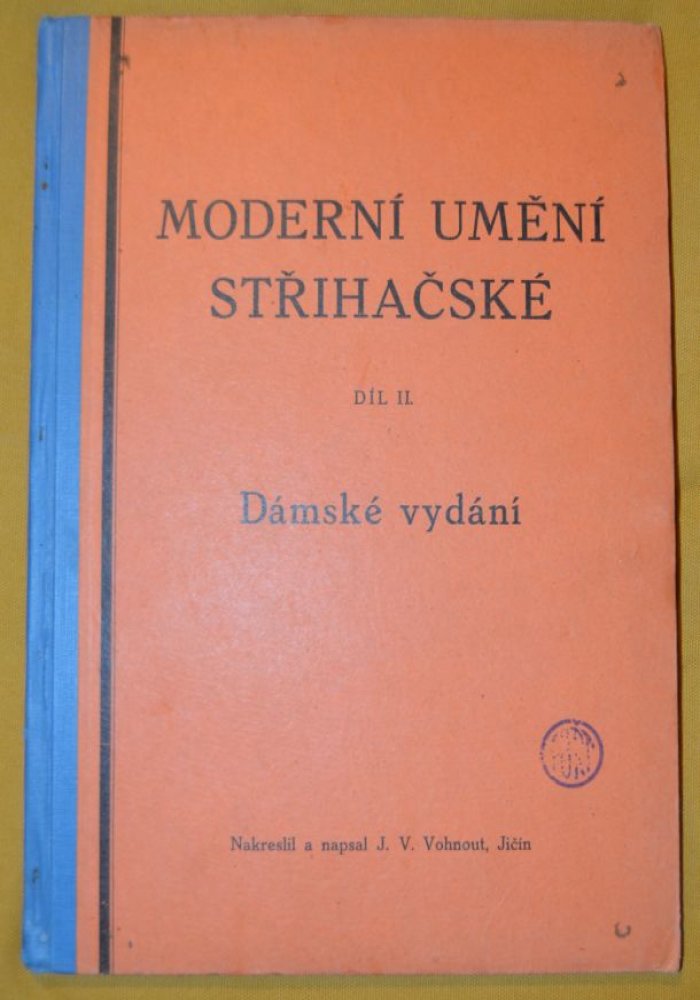 MODERNÍ UMĚNÍ
STŘIHAČSKÉ
DÍL II.
Dámské vydání
Nakreslil a napsal J. V. Vohnout, Jičín